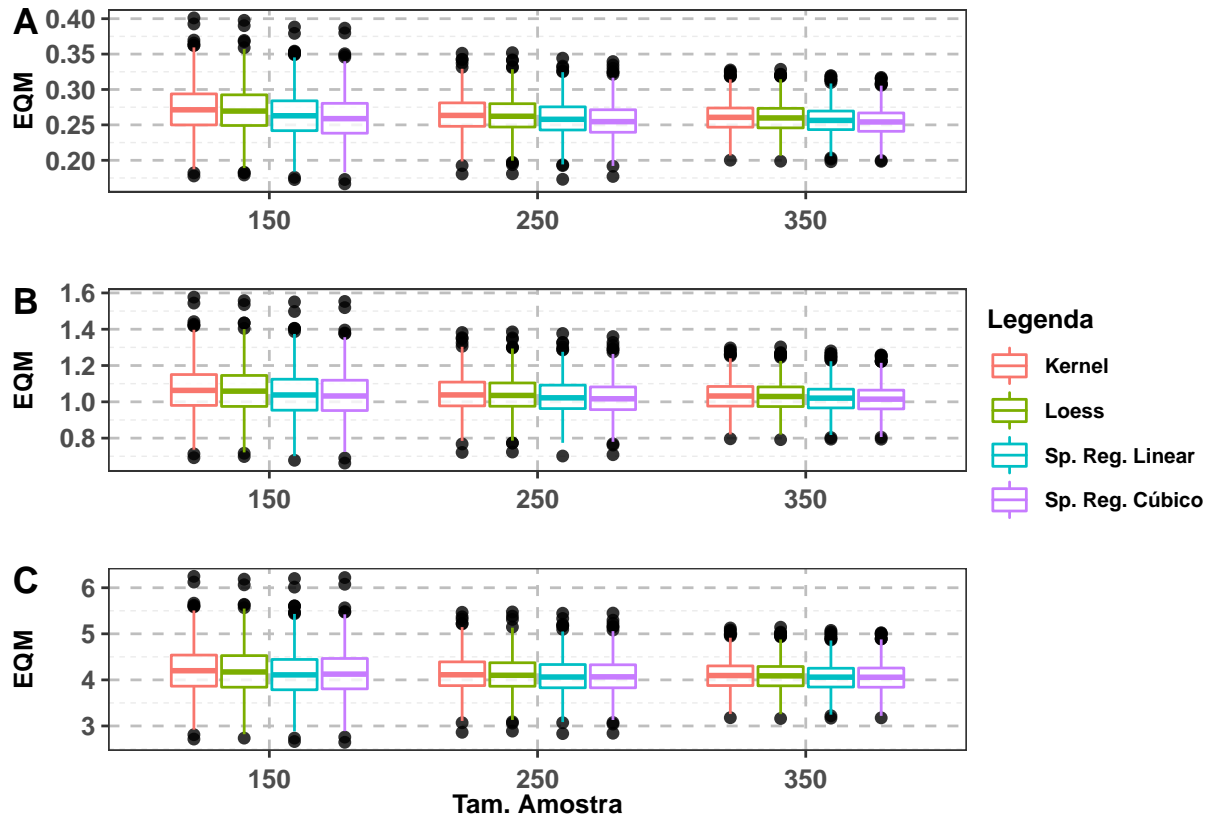 A
EQM
0.40
0.35
0.30
0.25
0.20
150
250
350
B
EQM
1.6
1.4
1.2
1.0
0.8
150
250
350
C
EQM
6
5
4
3
150
250
350
Tam. Amostra
Legenda
Kernel
Loess
Sp. Reg. Linear
Sp. Reg. Cúbico